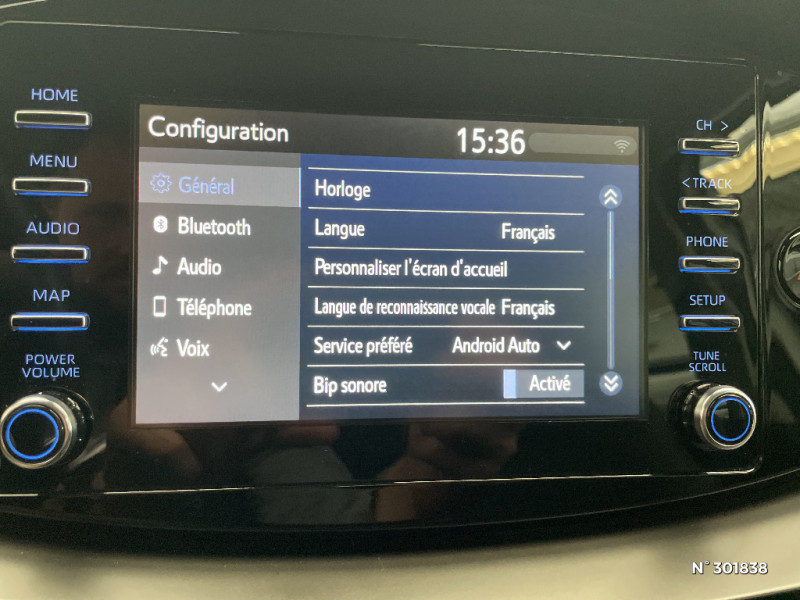 HOME
MENU
AUDIO
MAP
POWER
VOLUME
Configuration 15:36
Général
Bluetooth
Audio
Téléphone
Voix
Horloge
Langue Français
Personnaliser l'écran d'accueil
Langue de reconnaissance vocale Français
Service préféré Android Auto
Bip sonore Activé
CH >
< TRACK
PHONE
SETUP
TUNE
SCROLL
N° 301838